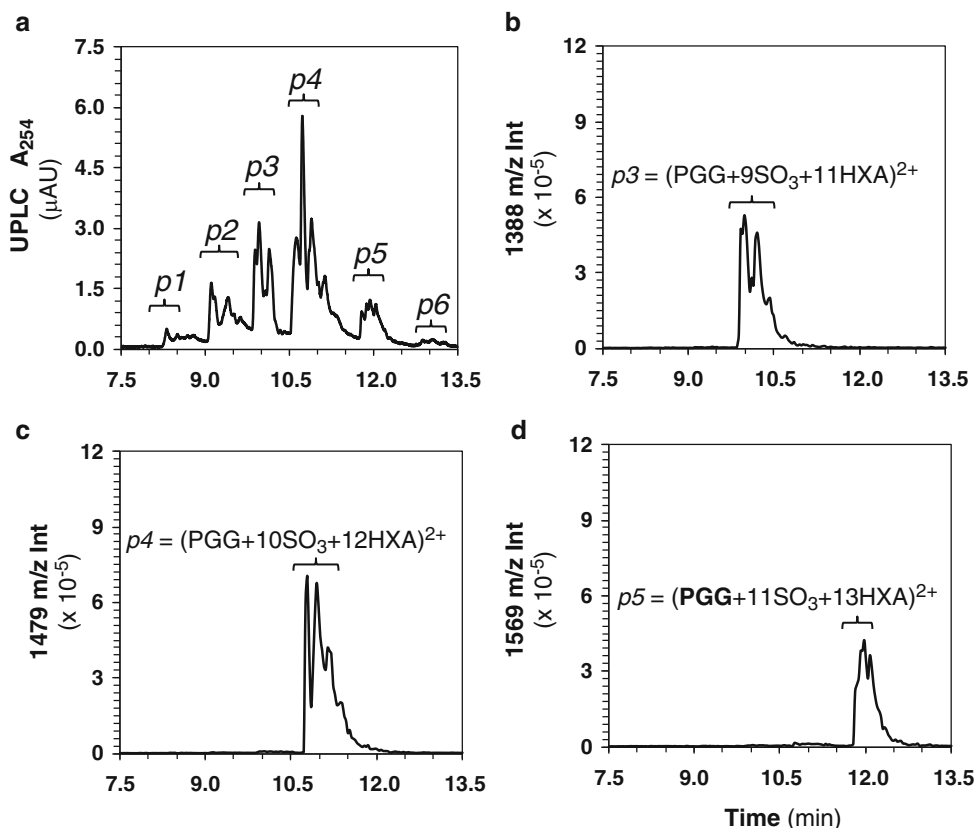 a
UPLC A254
(μAU)
7.5
6.0
4.5
3.0
1.5
0.0
p1
p2
p3
p4
p5
p6
7.5 9.0 10.5 12.0 13.5
b
1388 m/z Int
(x 10-5)
12
9
6
3
0
p3 = (PGG+9SO3+11HXA)2+
7.5 9.0 10.5 12.0 13.5
c
1479 m/z Int
(x 10-5)
12
9
6
3
0
p4 = (PGG+10SO3+12HXA)2+
7.5 9.0 10.5 12.0 13.5
d
1569 m/z Int
(x 10-5)
12
9
6
3
0
p5 = (PGG+11SO3+13HXA)2+
7.5 9.0 10.5 12.0 13.5
Time (min)